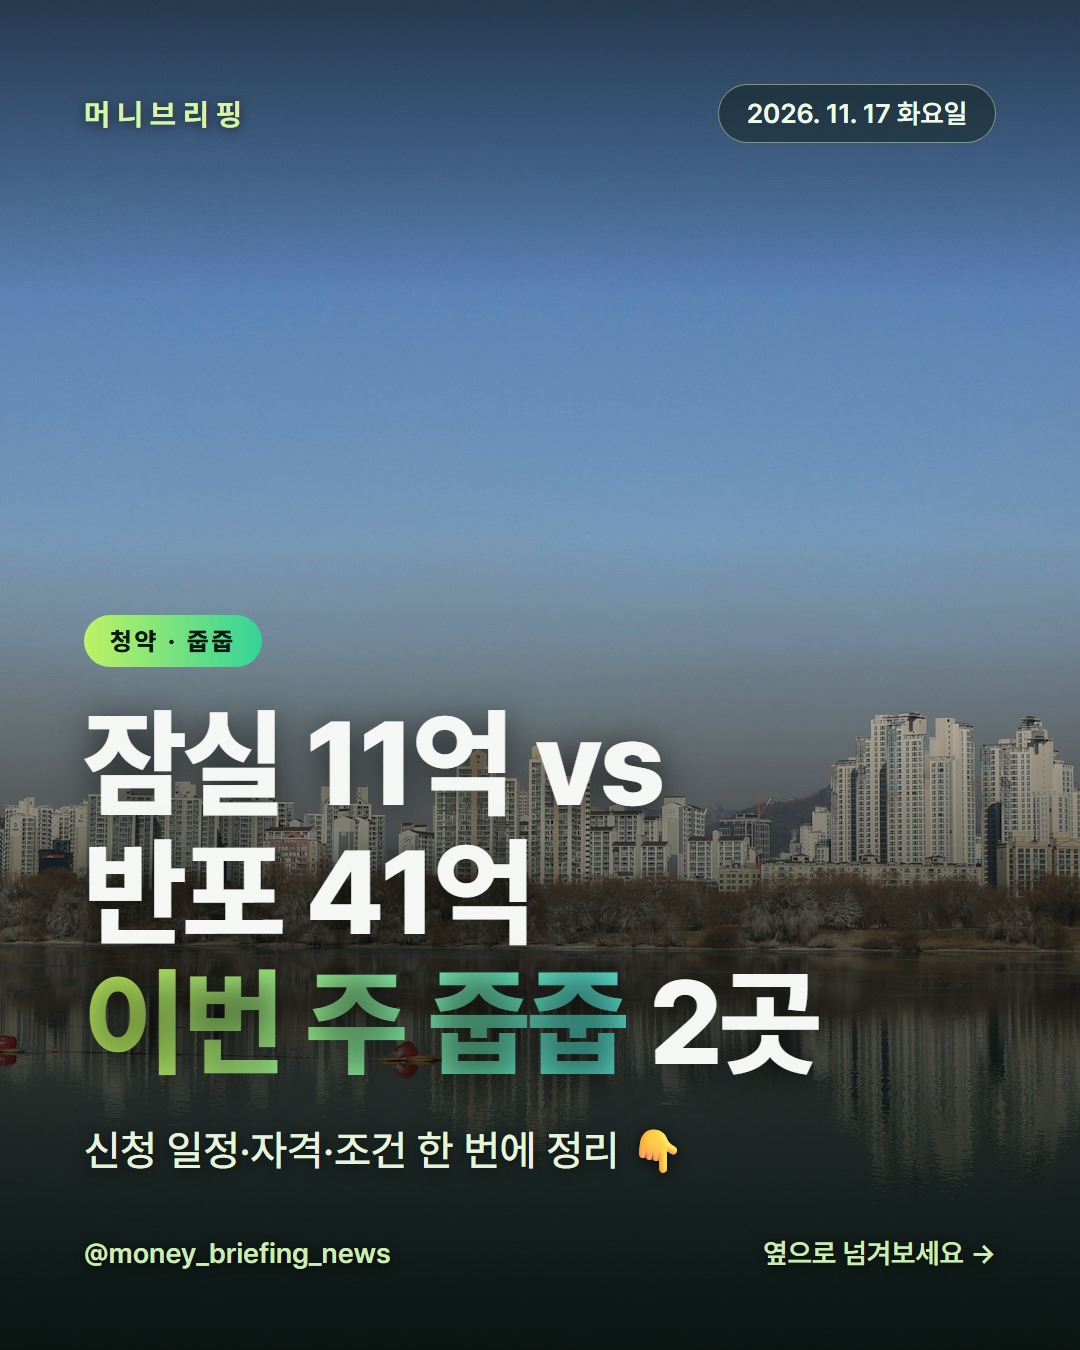 머니브리핑
2026. 11. 17 화요일
청약 · 줍줍
잠실 11억 vs
반포 41억
이번 주 줍줍 2곳
신청 일정·자격·조건 한 번에 정리 👇
@money_briefing_news
옆으로 넘겨보세요 →